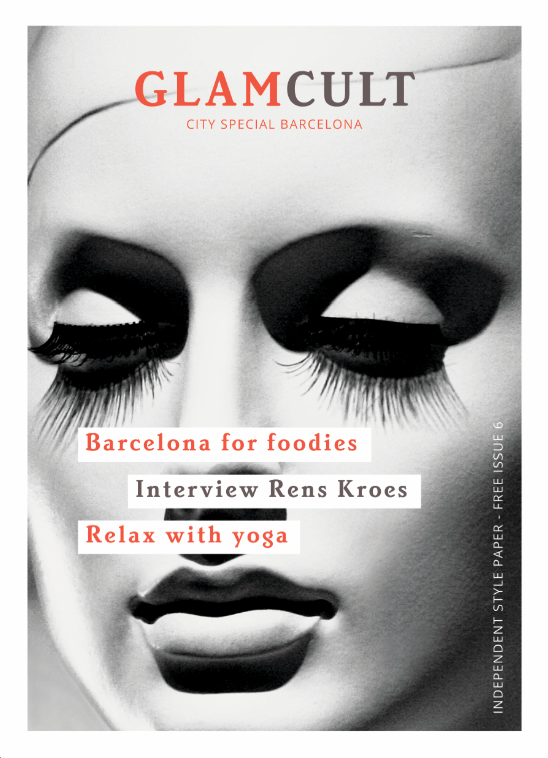 GLAMCULT
CITY SPECIAL BARCELONA
Barcelona for foodies
Interview Rens Kroes
Relax with yoga
INDEPENDENT STYLE PAPER - FREE ISSUE 6